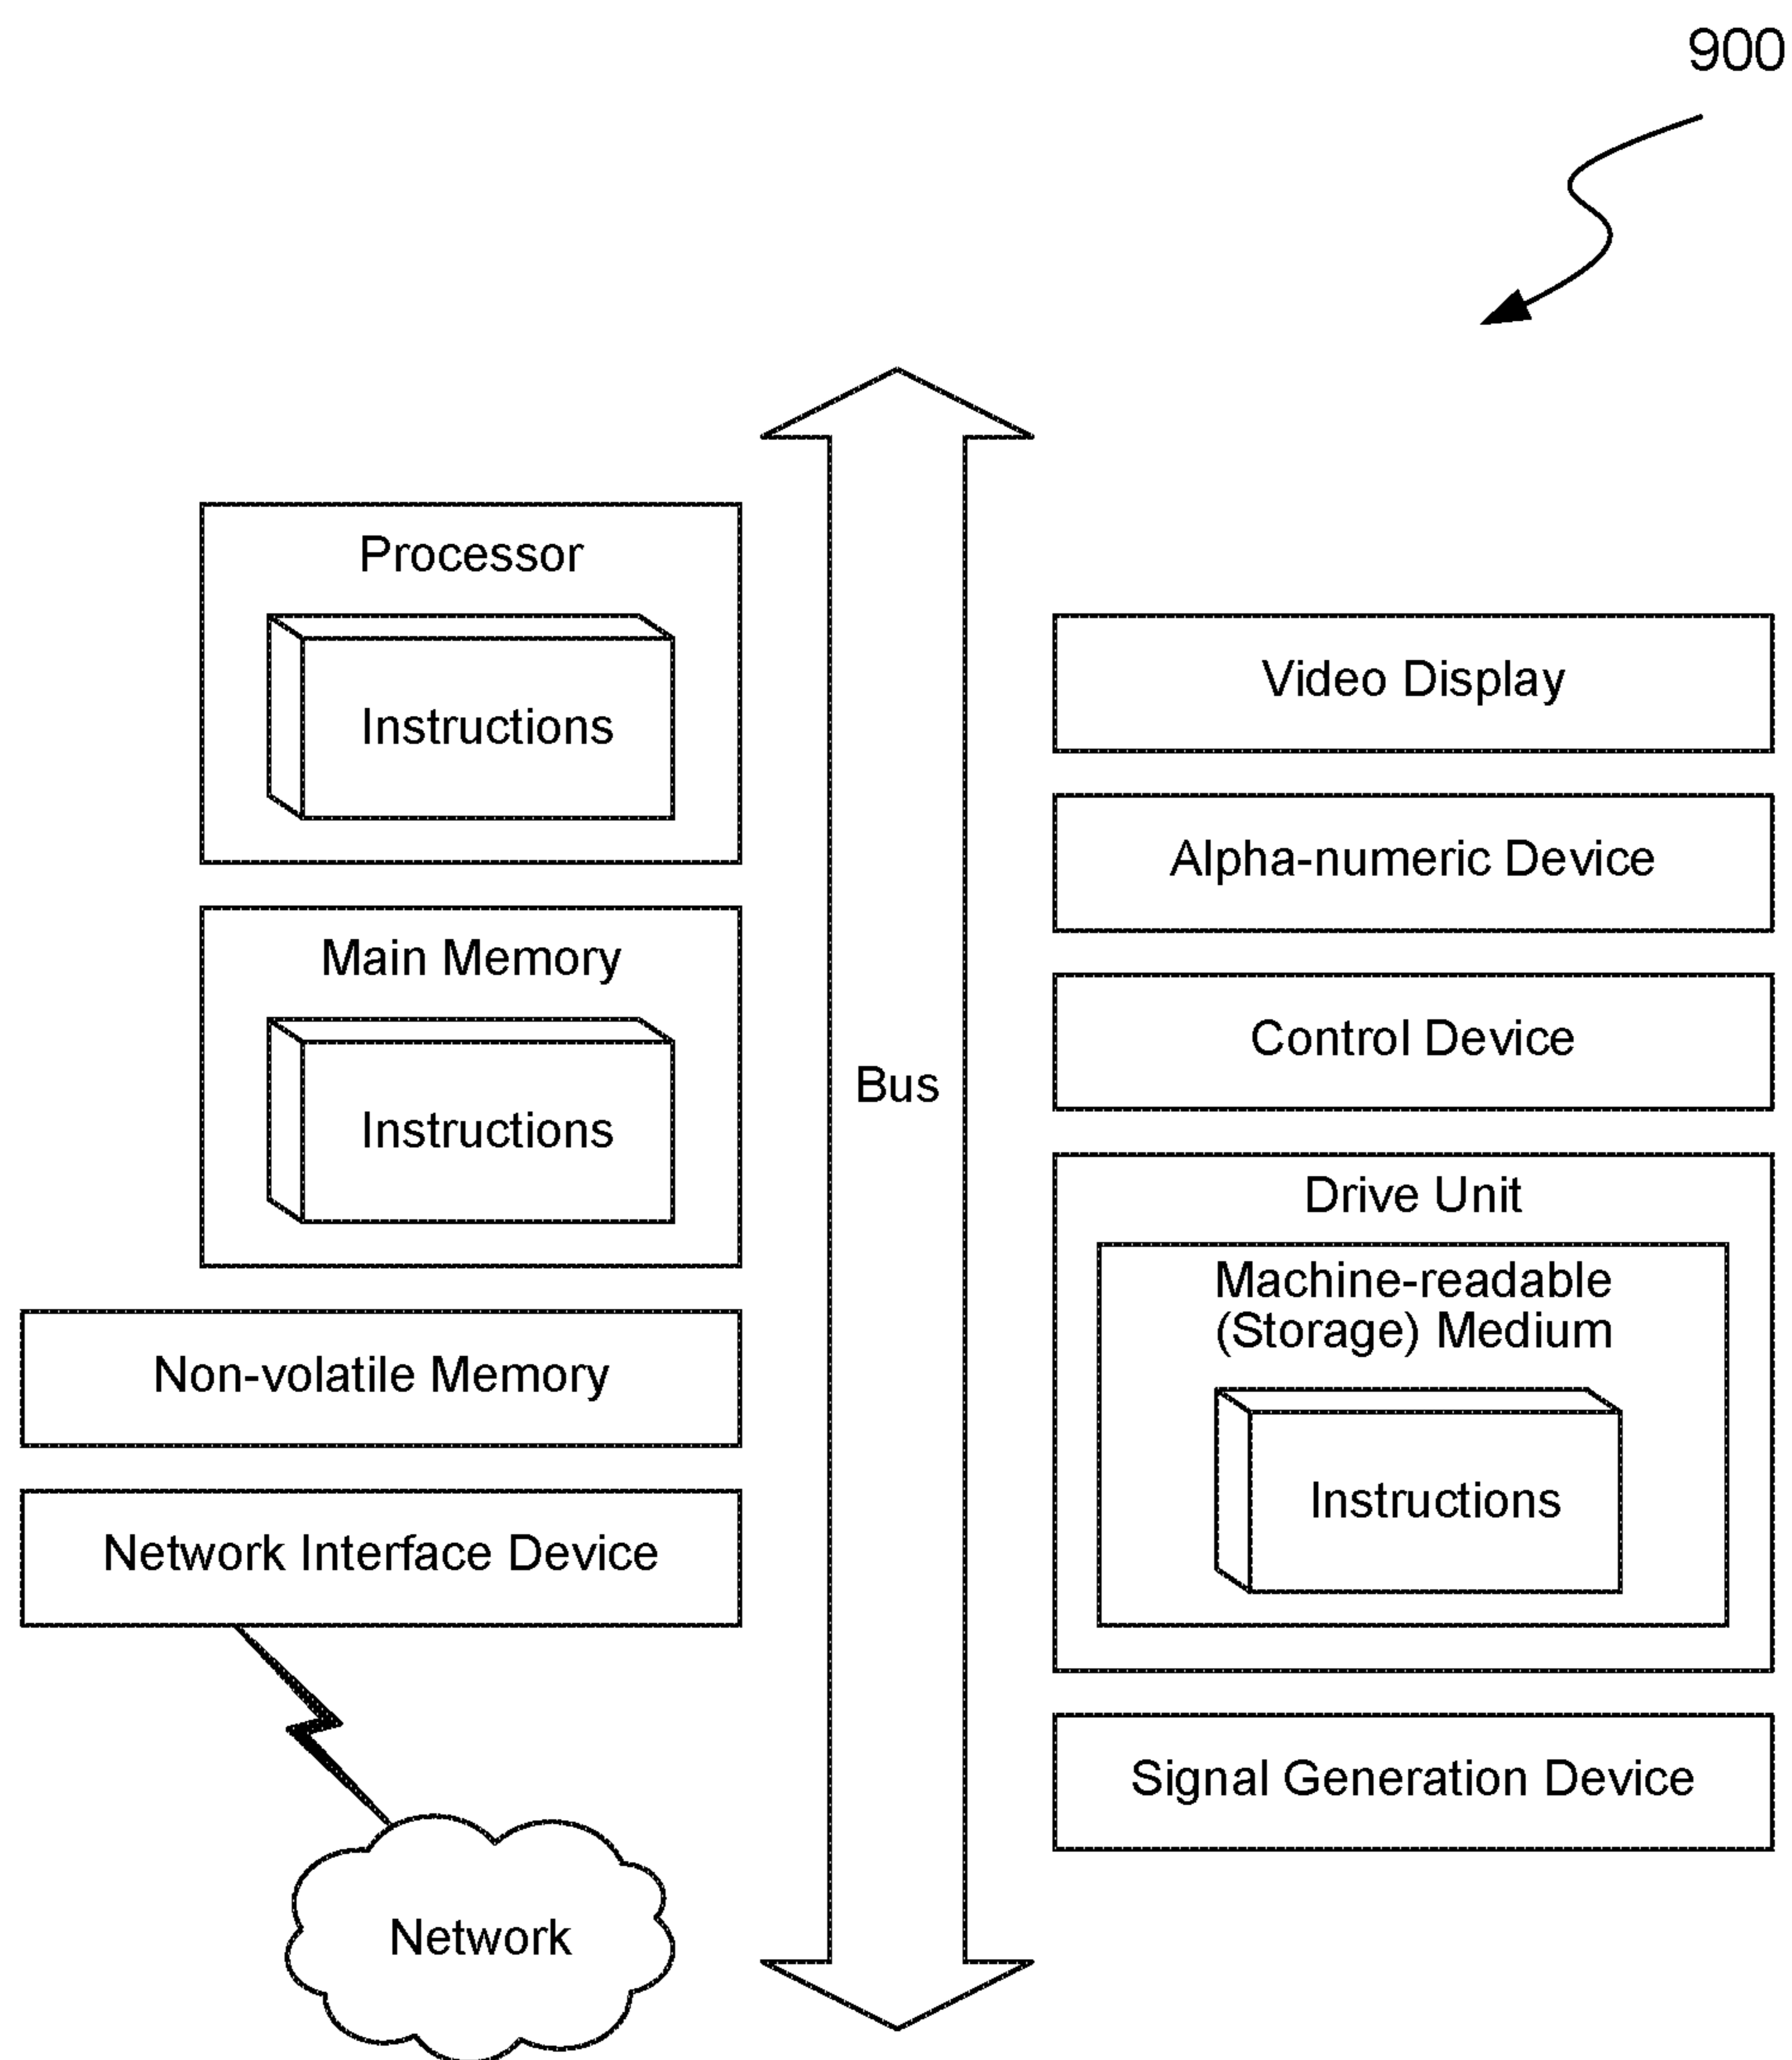 900
Processor
Instructions
Main Memory
Instructions
Non-volatile Memory
Network Interface Device
Network
Bus
Video Display
Alpha-numeric Device
Control Device
Drive Unit
Machine-readable
(Storage) Medium
Instructions
Signal Generation Device